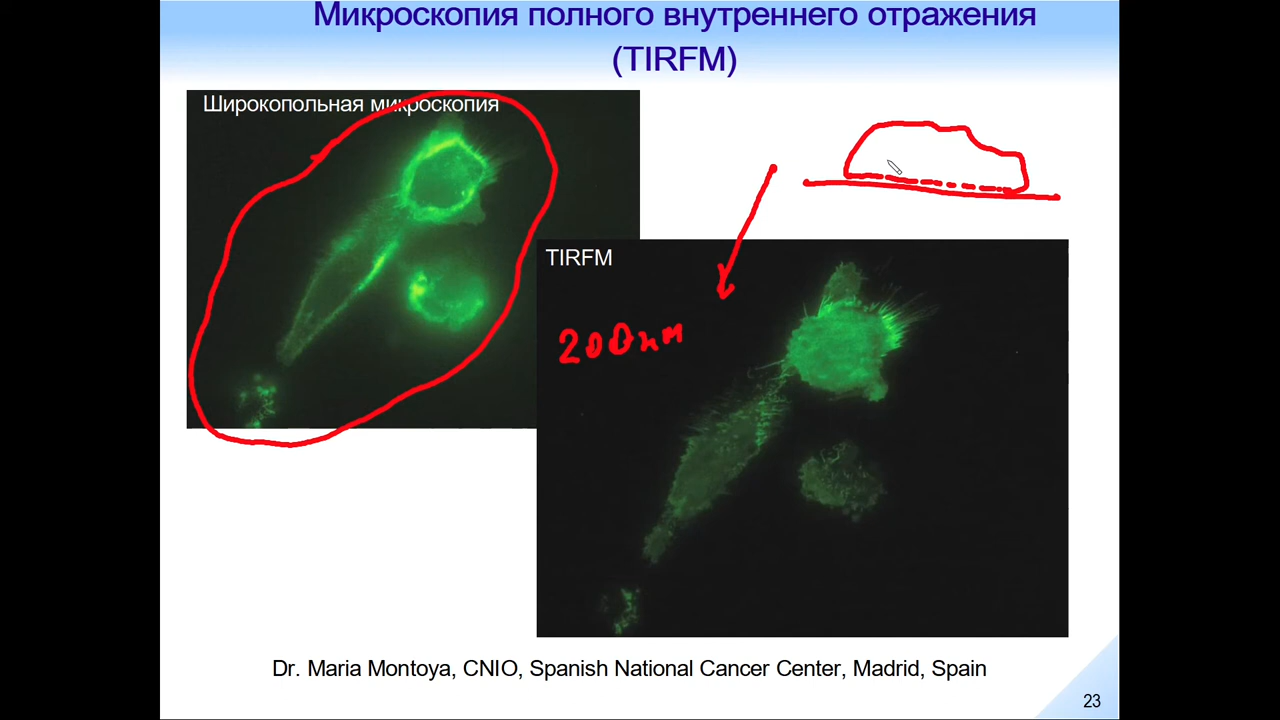 Микроскопия полного внутреннего отражения
(TIRFM)
Широкопольная микроскопия
TIRFM
200нм
Dr. Maria Montoya, CNIO, Spanish National Cancer Center, Madrid, Spain
23